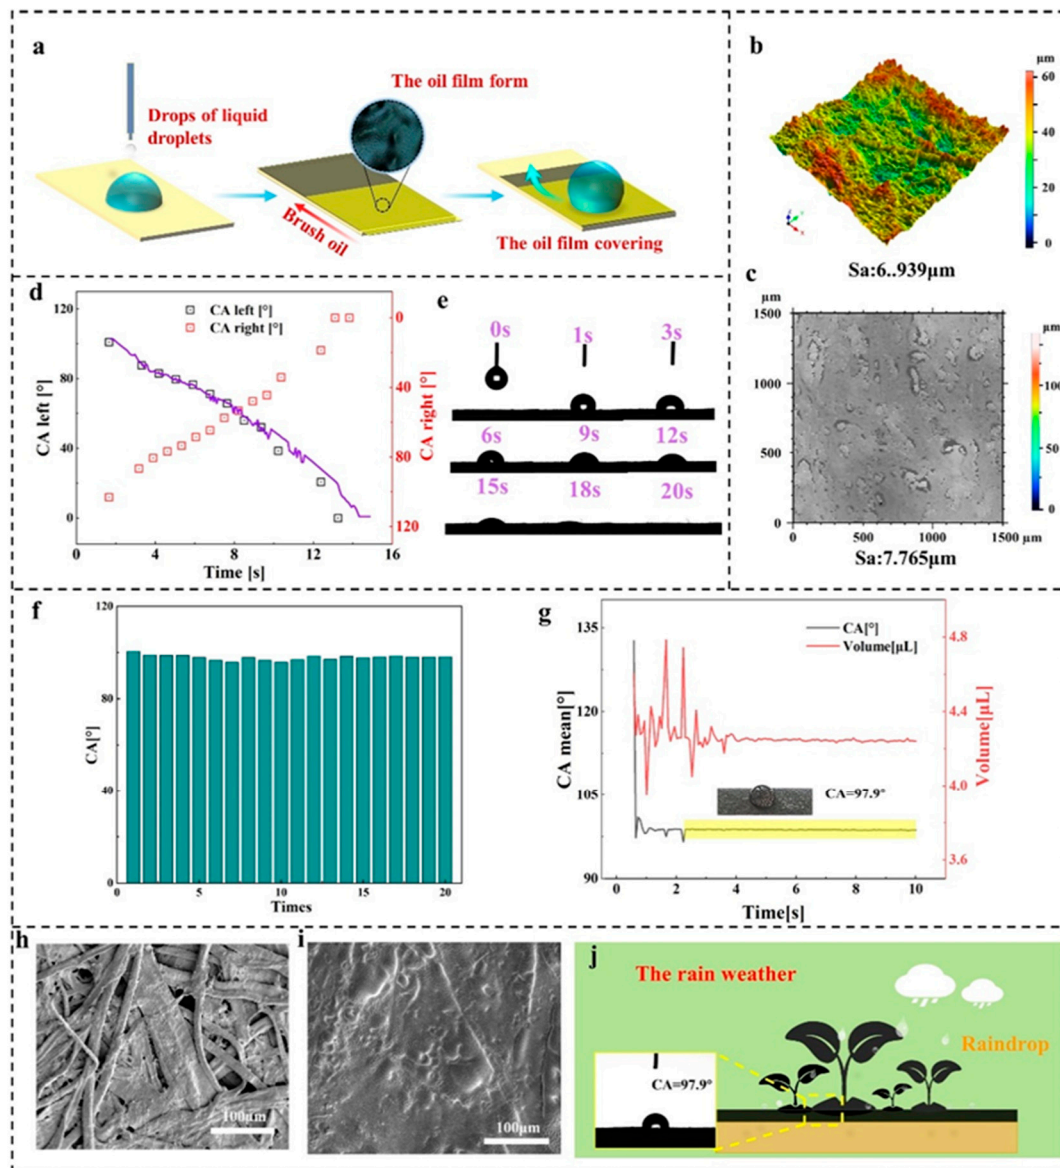 a
The oil film form
Drops of liquid
droplets
Brush oil
The oil film covering
b
µm
60
40
20
0
Sa:6..939µm
c
µm
1500
1000
500
0
0 500 1000 1500 µm
µm
100
50
0
Sa:7.765µm
d
CA left [°]
CA right [°]
CA left [°]
120
80
40
0
0 4 8 12 16
Time [s]
0
40
80
120
CA right [°]
e
0s 1s 3s
6s 9s 12s
15s 18s 20s
f
CA[°]
120
80
40
0
0 5 10 15 20
Times
g
CA[°]
Volume[µL]
CA mean[°]
135
120
105
90
CA=97.9°
0 2 4 6 8 10
Time[s]
4.8
4.4
4.0
3.6
Volume[µL]
h
100µm
i
100µm
j
The rain weather
Raindrop
CA=97.9°